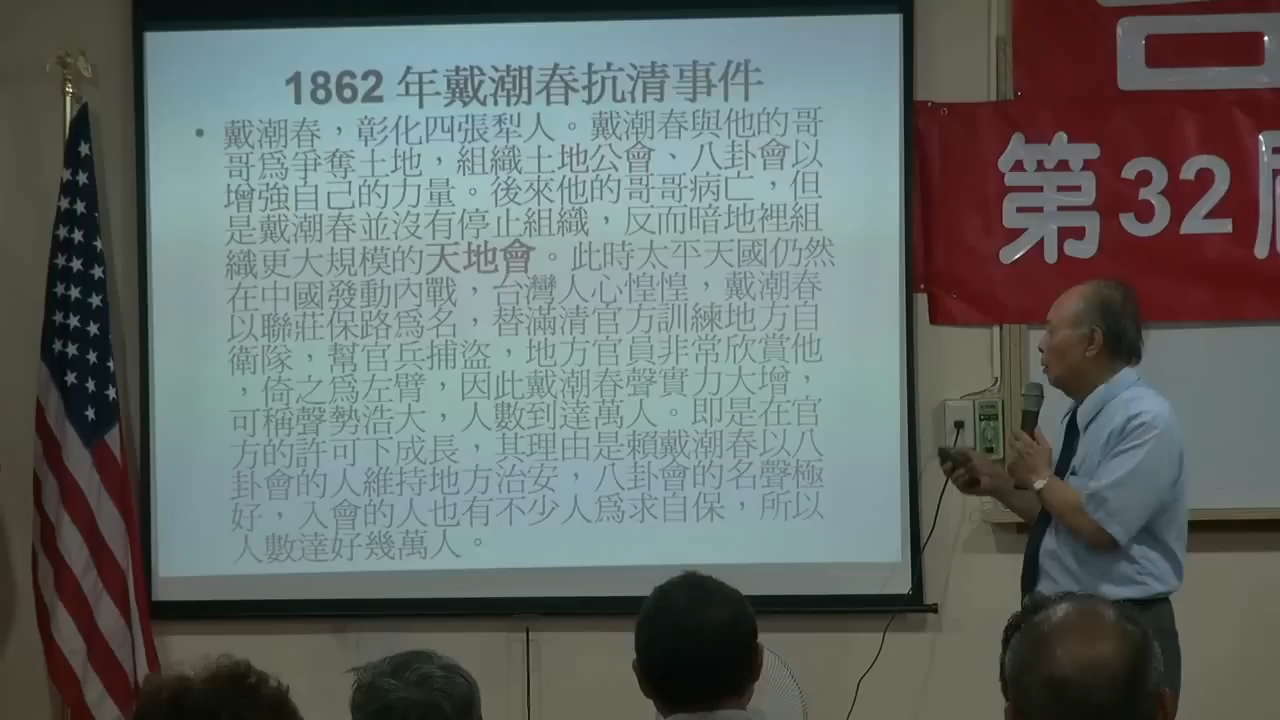 1862 年戴潮春抗清事件
• 戴潮春，彰化四張犁人。戴潮春與他的哥
哥爲爭奪土地，組織土地公會、八卦會以
增強自己的力量。後來他的哥哥病亡，但
是戴潮春並沒有停止組織，反而暗地裡組
織更大規模的天地會。此時太平天國仍然
在中國發動內戰，台灣人心惶惶，戴潮春
以聯莊保路爲名，替滿清官方訓練地方自
衛隊，幫官兵捕盜，地方官員非常欣賞他
，倚之爲左臂，因此戴潮春聲實力大增，
可稱聲勢浩大，人數到達萬人。即是在官
方的許可下成長，其理由是賴戴潮春以八
卦會的人維持地方治安，八卦會的名聲極
好，入會的人也有不少人爲求自保，所以
人數達好幾萬人。
第32屆